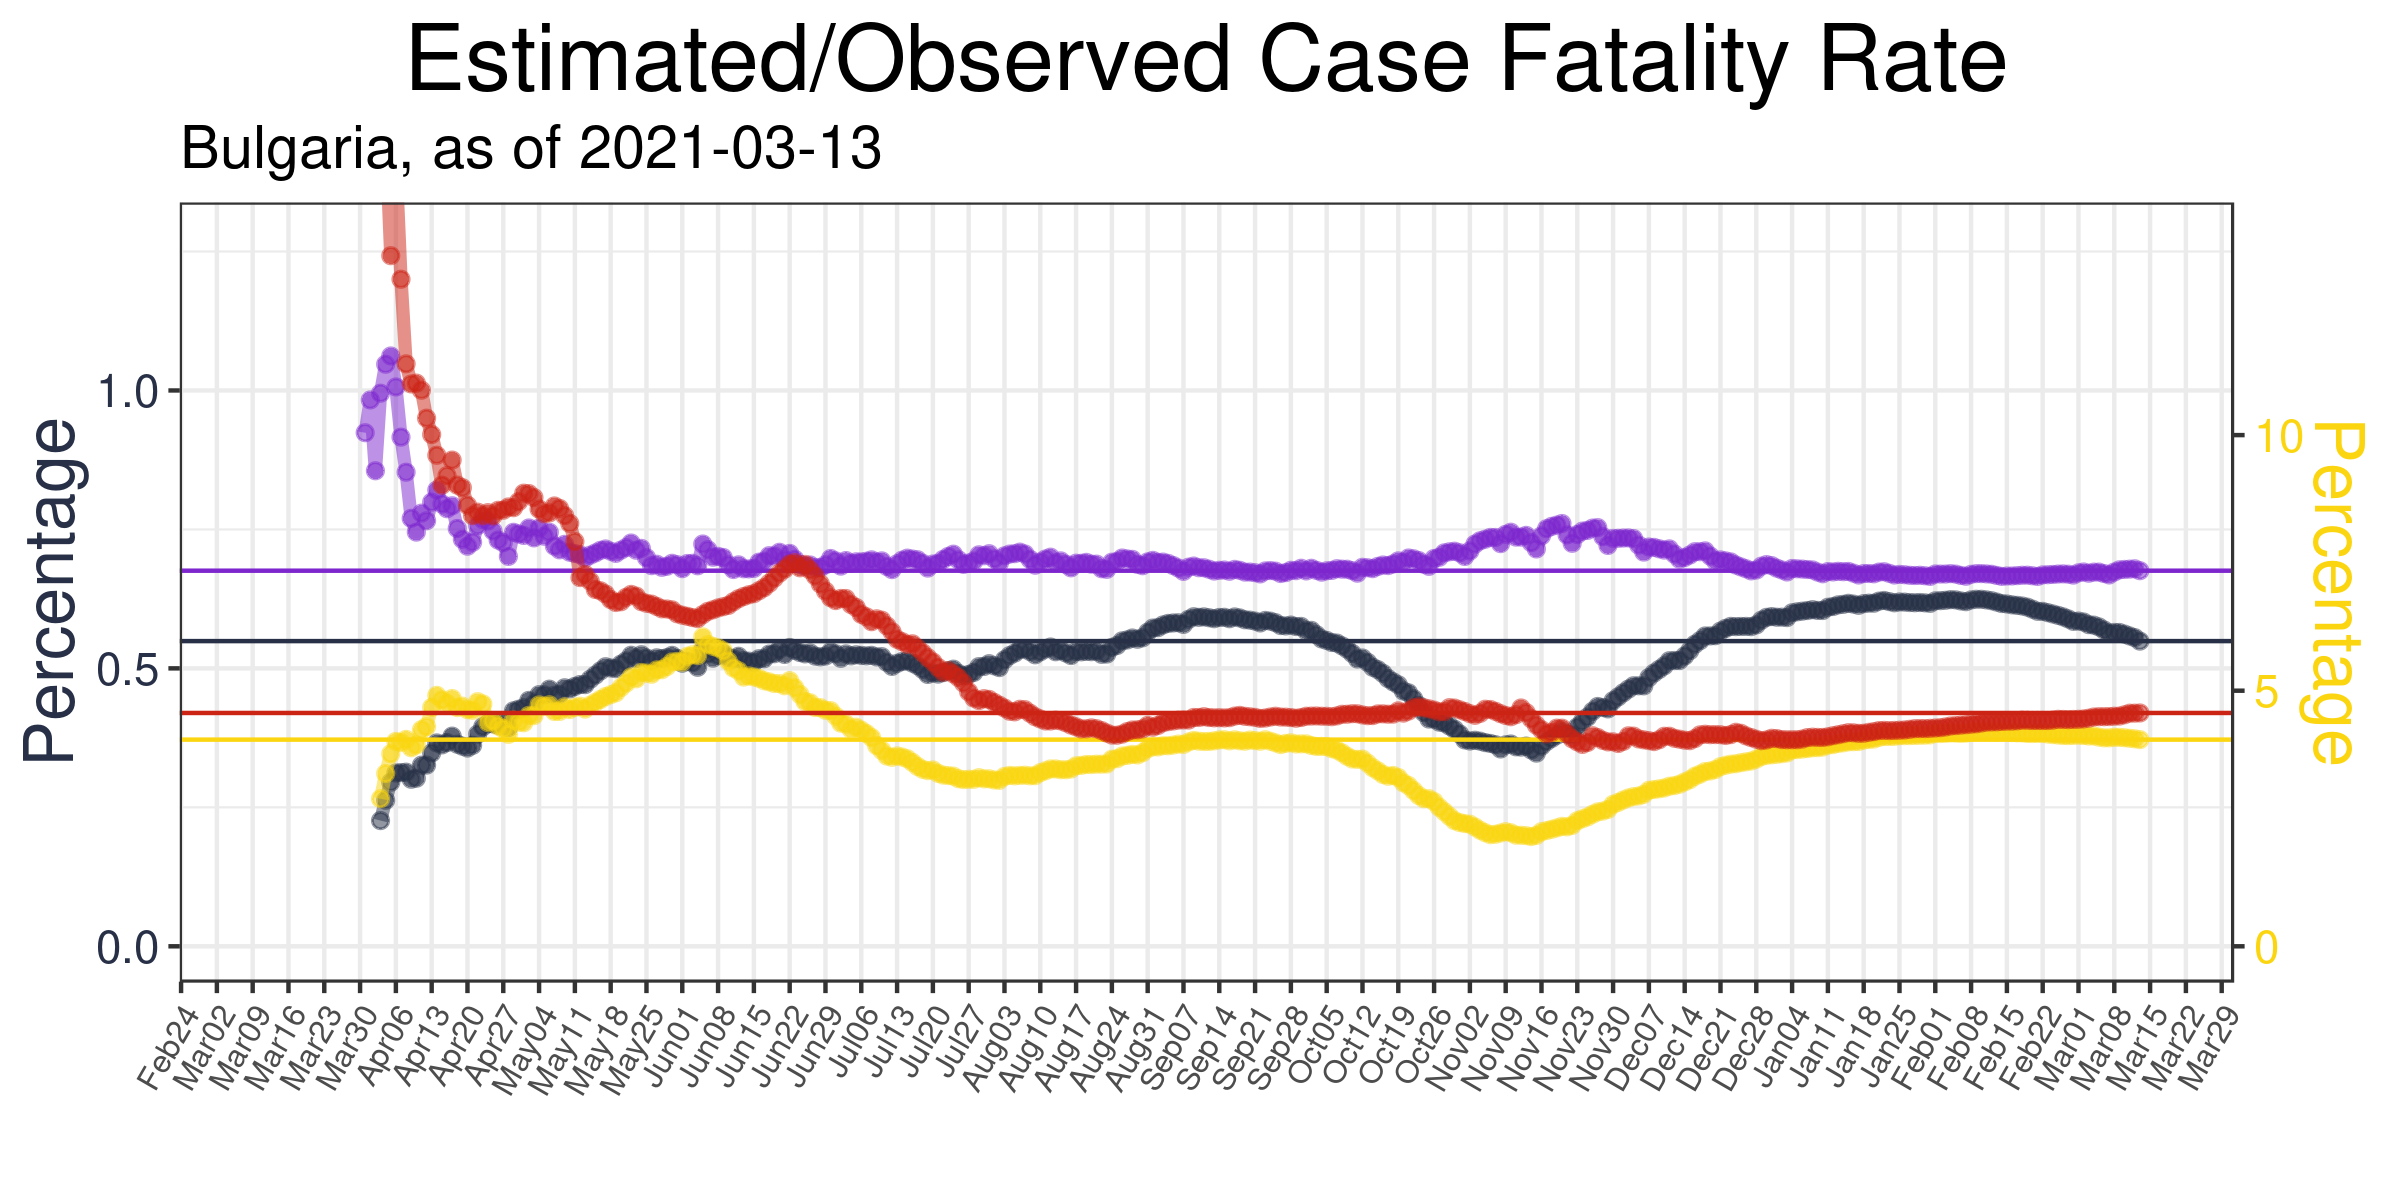 Estimated/Observed Case Fatality Rate
Bulgaria, as of 2021-03-13
Percentage
1.0
0.5
0.0
10
5
0
Percentage
Feb24 Mar02 Mar09 Mar16 Mar23 Mar30 Apr06 Apr13 Apr20 Apr27 May04 May11 May18 May25 Jun01 Jun08 Jun15 Jun22 Jun29 Jul06 Jul13 Jul20 Jul27 Aug03 Aug10 Aug17 Aug24 Aug31 Sep07 Sep14 Sep21 Sep28 Oct05 Oct12 Oct19 Oct26 Nov02 Nov09 Nov16 Nov23 Nov30 Dec07 Dec14 Dec21 Dec28 Jan04 Jan11 Jan18 Jan25 Feb01 Feb08 Feb15 Feb22 Mar01 Mar08 Mar15 Mar22 Mar29